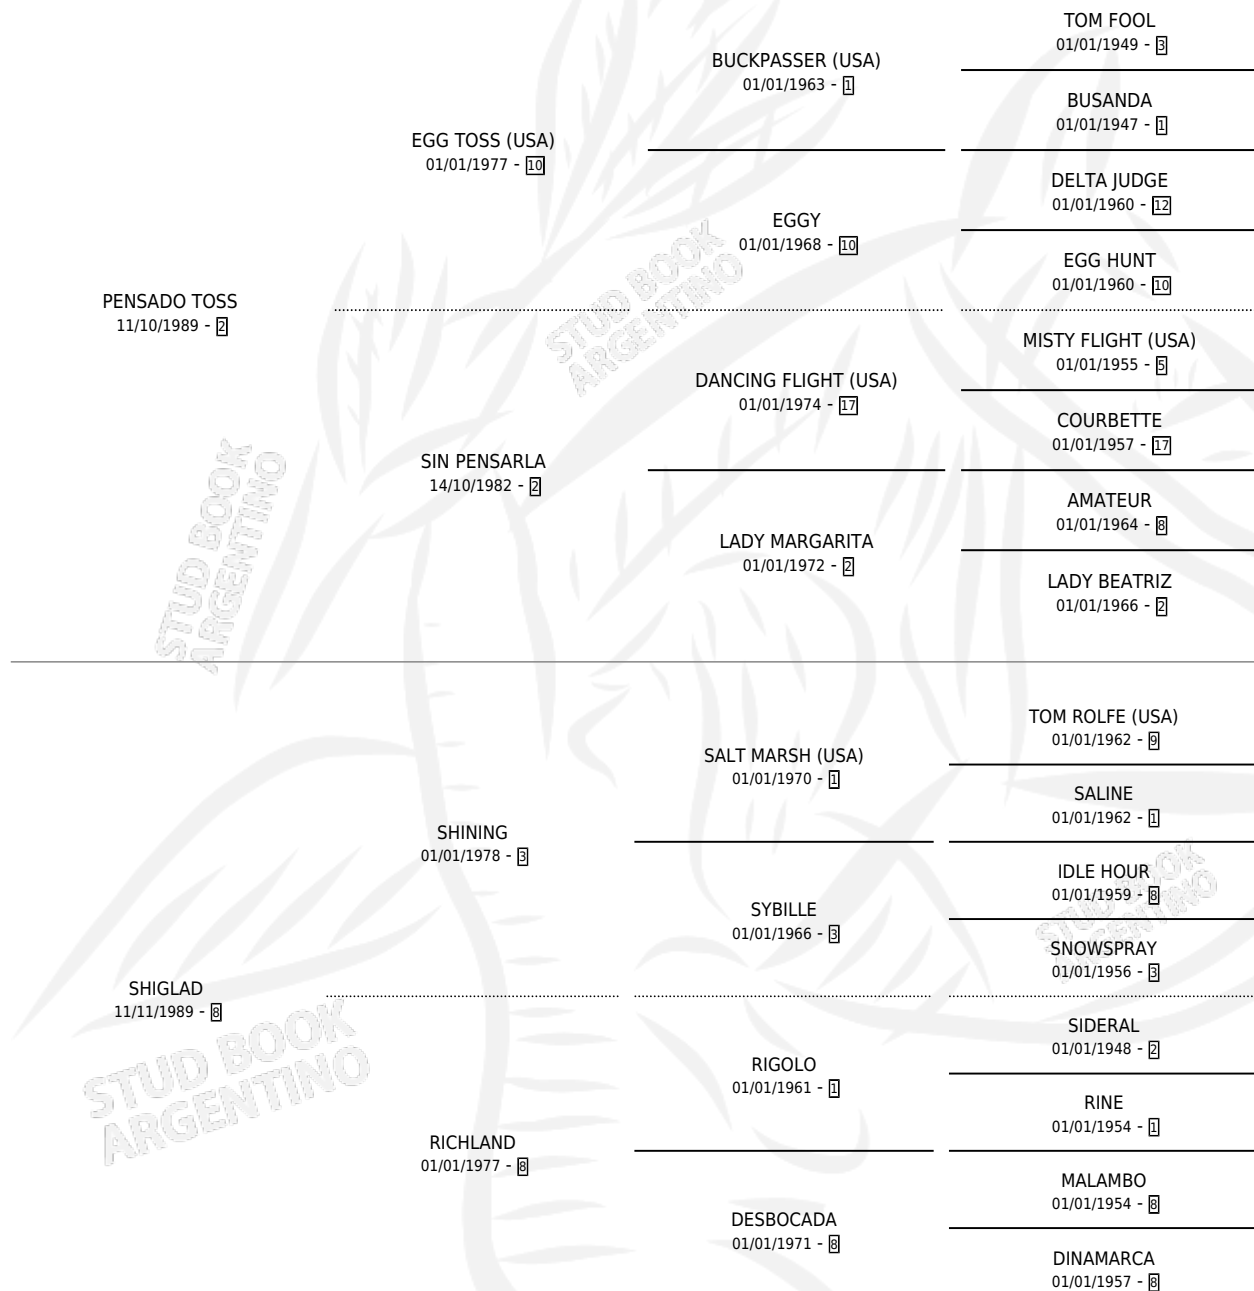 TOM FOOL
01/01/1949 - 3
BUCKPASSER (USA)
01/01/1963 - 1
BUSANDA
01/01/1947 - 1
EGG TOSS (USA)
01/01/1977 - 10
DELTA JUDGE
01/01/1960 - 12
EGGY
01/01/1968 - 10
EGG HUNT
01/01/1960 - 10
PENSADO TOSS
11/10/1989 - 2
MISTY FLIGHT (USA)
01/01/1955 - 5
DANCING FLIGHT (USA)
01/01/1974 - 17
COURBETTE
01/01/1957 - 17
SIN PENSARLA
14/10/1982 - 2
AMATEUR
01/01/1964 - 8
LADY MARGARITA
01/01/1972 - 2
LADY BEATRIZ
01/01/1966 - 2
TOM ROLFE (USA)
01/01/1962 - 9
SALT MARSH (USA)
01/01/1970 - 1
SALINE
01/01/1962 - 1
SHINING
01/01/1978 - 3
IDLE HOUR
01/01/1959 - 8
SYBILLE
01/01/1966 - 3
SNOWSPRAY
01/01/1956 - 3
SHIGLAD
11/11/1989 - 8
SIDERAL
01/01/1948 - 2
RIGOLO
01/01/1961 - 1
RINE
01/01/1954 - 1
RICHLAND
01/01/1977 - 8
MALAMBO
01/01/1954 - 8
DESBOCADA
01/01/1971 - 8
DINAMARCA
01/01/1957 - 8
STUD BOOK
ARGENTINO
STUD BOOK
ARGENTINO
STUD BOOK
ARGENTINO
STUD BOOK
ARGENTINO